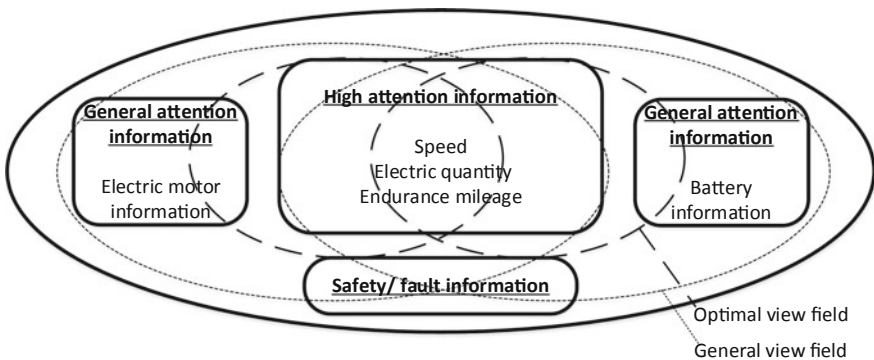 General attention
information
Electric motor
information
High attention information
Speed
Electric quantity
Endurance mileage
General attention
information
Battery
information
Safety/ fault information
Optimal view field
General view field